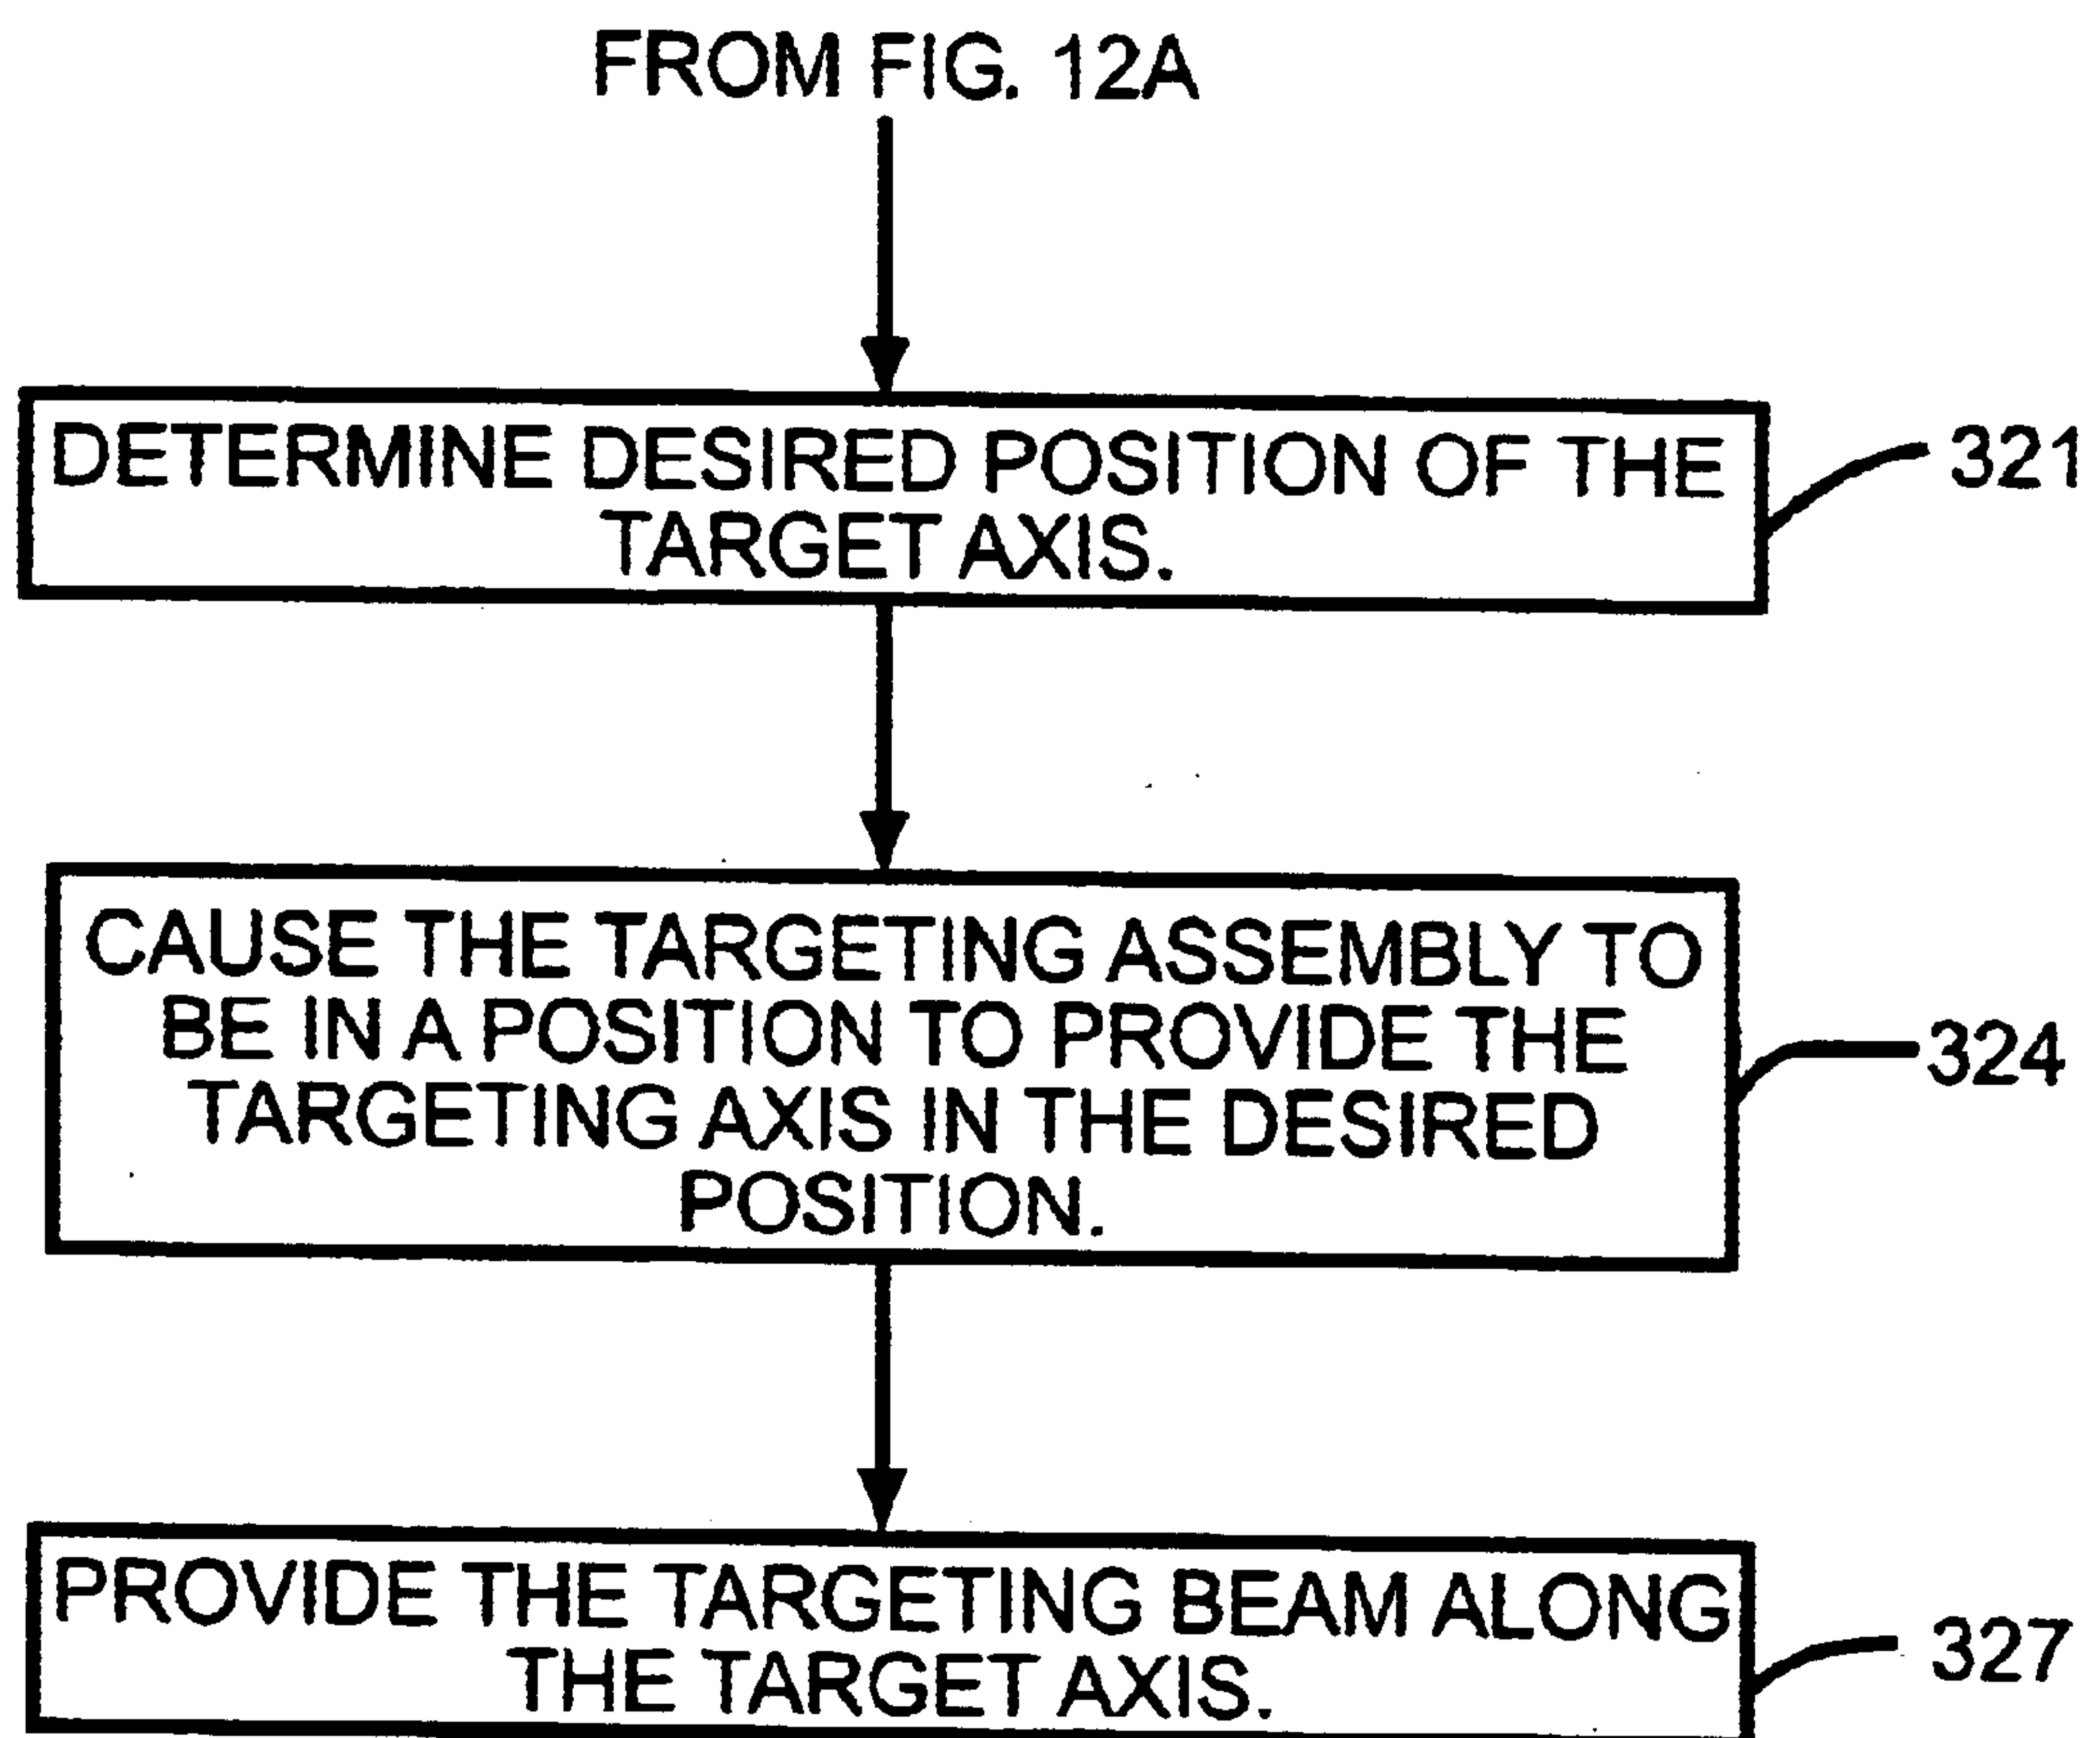 FROM FIG. 12A
DETERMINE DESIRED POSITION OF THE
TARGET AXIS.
321
CAUSE THE TARGETING ASSEMBLY TO
BE IN A POSITION TO PROVIDE THE
TARGETING AXIS IN THE DESIRED
POSITION.
324
PROVIDE THE TARGETING BEAM ALONG
THE TARGET AXIS.
327